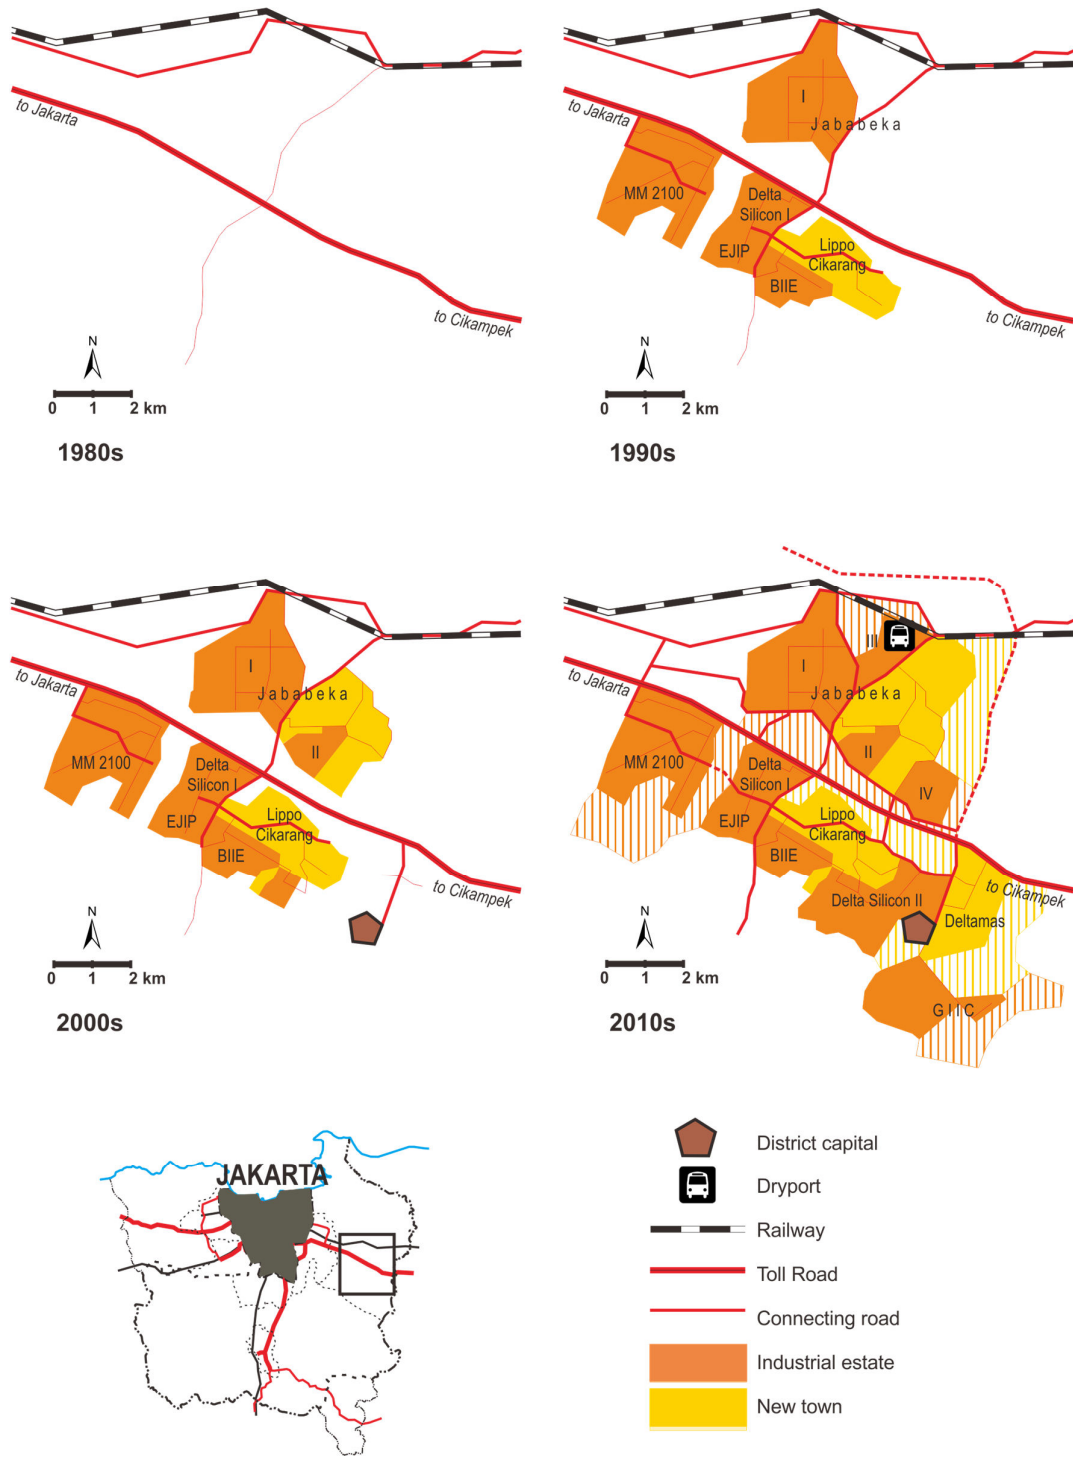 to Jakarta
to Cikampek
N
0 1 2 km
1980s
I
Jababeka
to Jakarta
MM 2100
Delta
Silicon I
EJIP
Lippo
Cikarang
BIIE
to Cikampek
N
0 1 2 km
1990s
I
Jababeka
to Jakarta
II
MM 2100
Delta
Silicon I
EJIP
Lippo
Cikarang
BIIE
to Cikampek
N
0 1 2 km
2000s
III
I
Jababeka
to Jakarta
II
MM 2100
Delta
Silicon I
IV
EJIP
Lippo
Cikarang
BIIE
to Cikampek
Delta Silicon II
Deltamas
GIIC
N
0 1 2 km
2010s
JAKARTA
District capital
Dryport
Railway
Toll Road
Connecting road
Industrial estate
New town